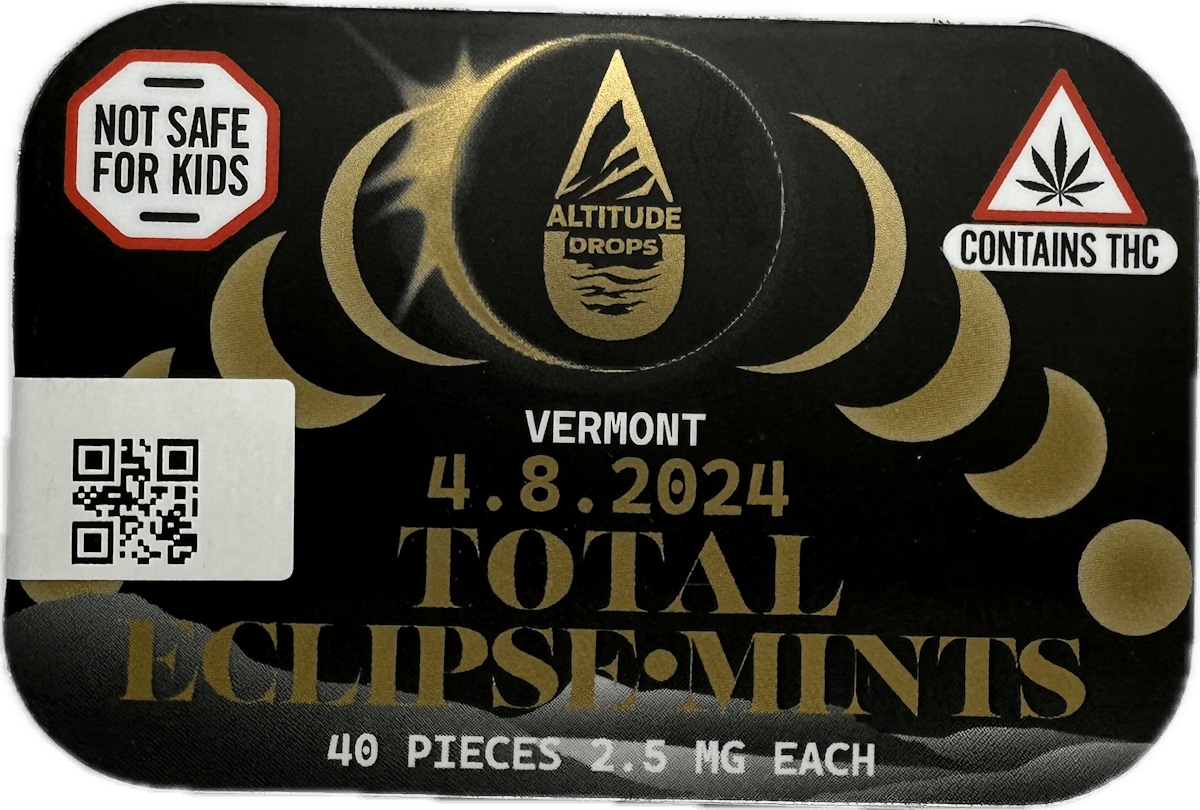 NOT SAFE
FOR KIDS
ALTITUDE
DROPS
CONTAINS THC
VERMONT
4.8.2024
TOTAL
ECLIPSE•MINTS
40 PIECES 2.5 MG EACH